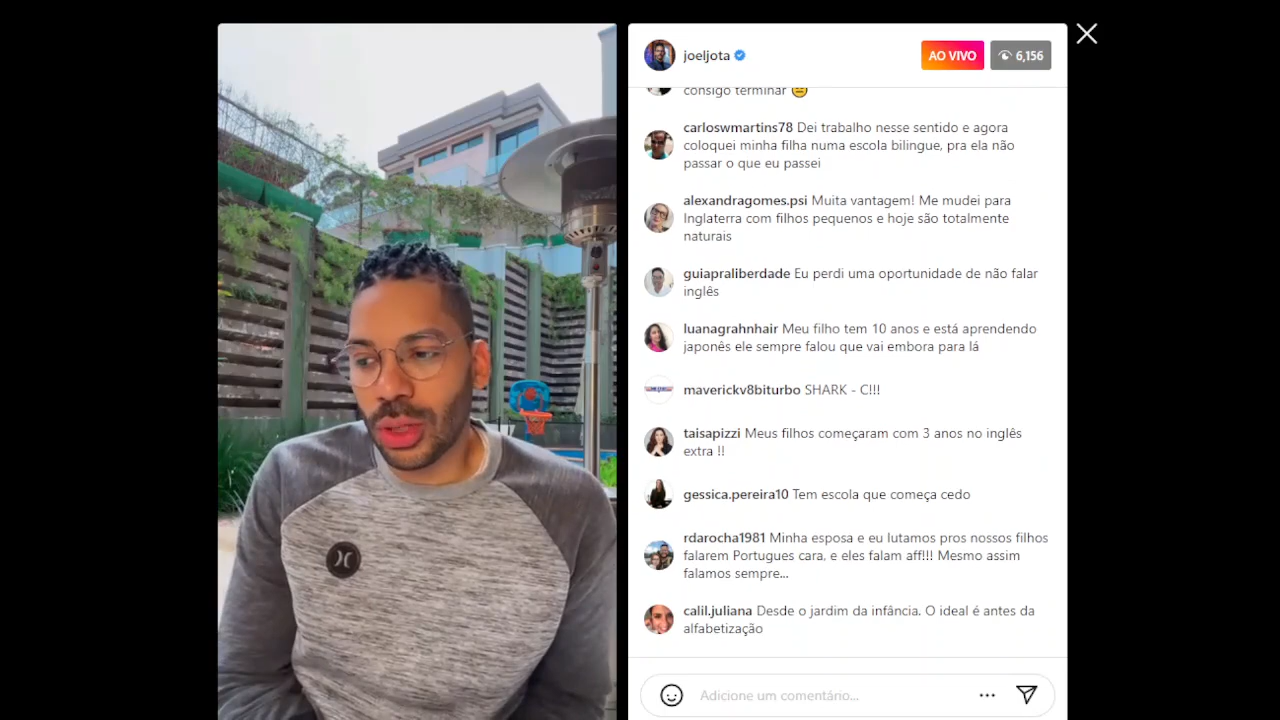 joeljota
AO VIVO
6,156
consigo terminar 😑
carloswmartins78 Dei trabalho nesse sentido e agora
coloquei minha filha numa escola bilingue, pra ela não
passar o que eu passei
alexandragomes.psi Muita vantagem! Me mudei para
Inglaterra com filhos pequenos e hoje são totalmente
naturais
guiapraliberdade Eu perdi uma oportunidade de não falar
inglês
luanagrahnhair Meu filho tem 10 anos e está aprendendo
japonês ele sempre falou que vai embora para lá
maverickv8biturbo SHARK - C!!!
taisapizzi Meus filhos começaram com 3 anos no inglês
extra !!
gessica.pereira10 Tem escola que começa cedo
rdarocha1981 Minha esposa e eu lutamos pros nossos filhos
falarem Portugues cara, e eles falam aff!!! Mesmo assim
falamos sempre...
calil.juliana Desde o jardim da infância. O ideal é antes da
alfabetização
Adicione um comentário...